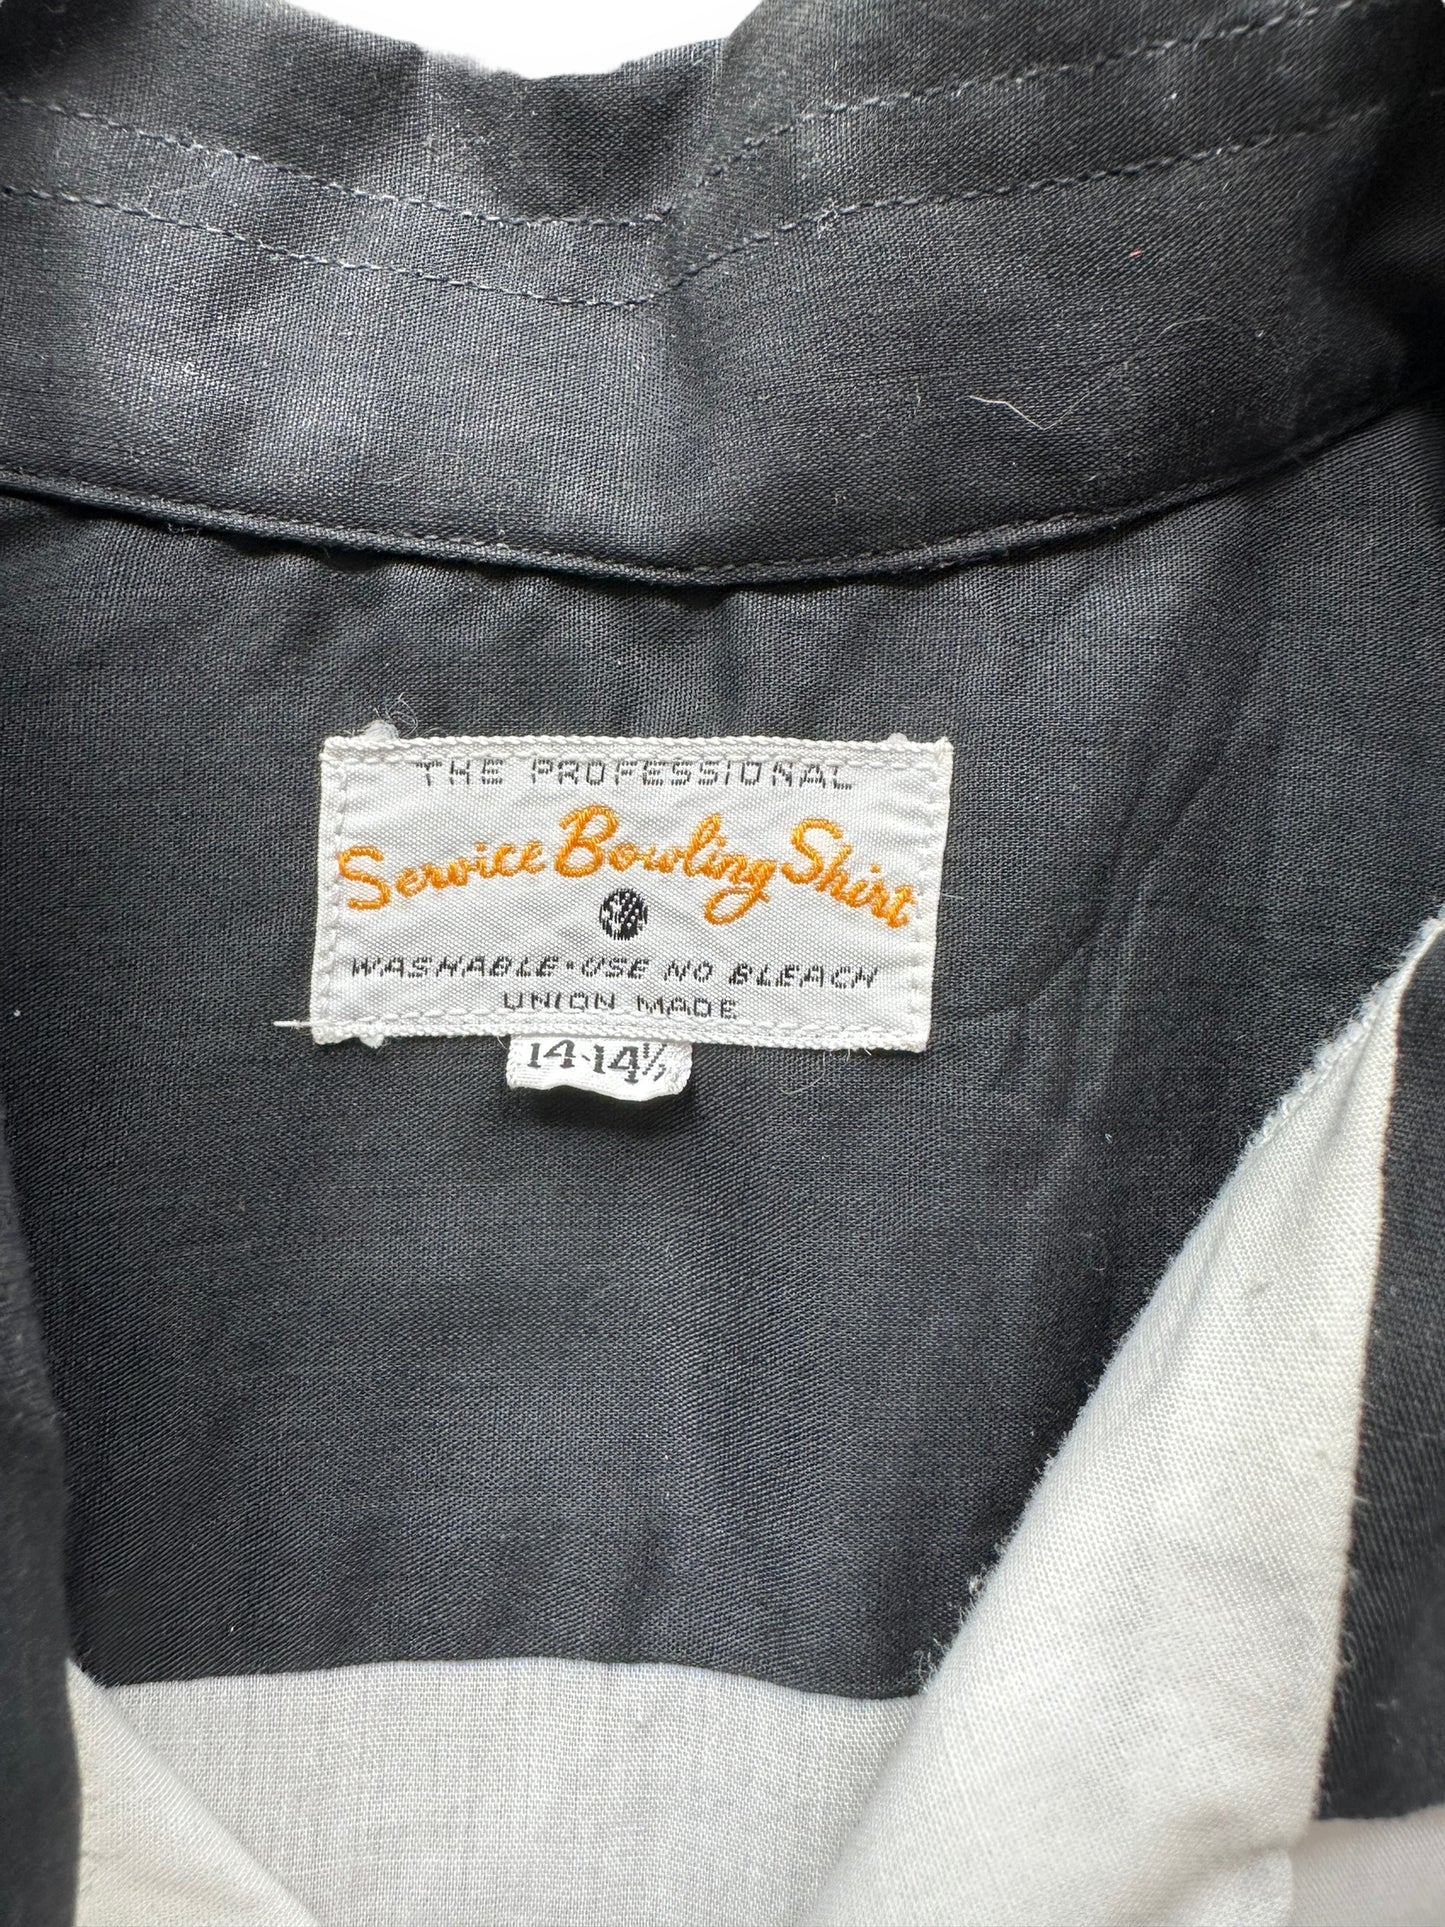 THE PROFESSIONAL
Service Bowling Shirt
WASHABLE·USE NO BLEACH
UNION MADE
14-14½